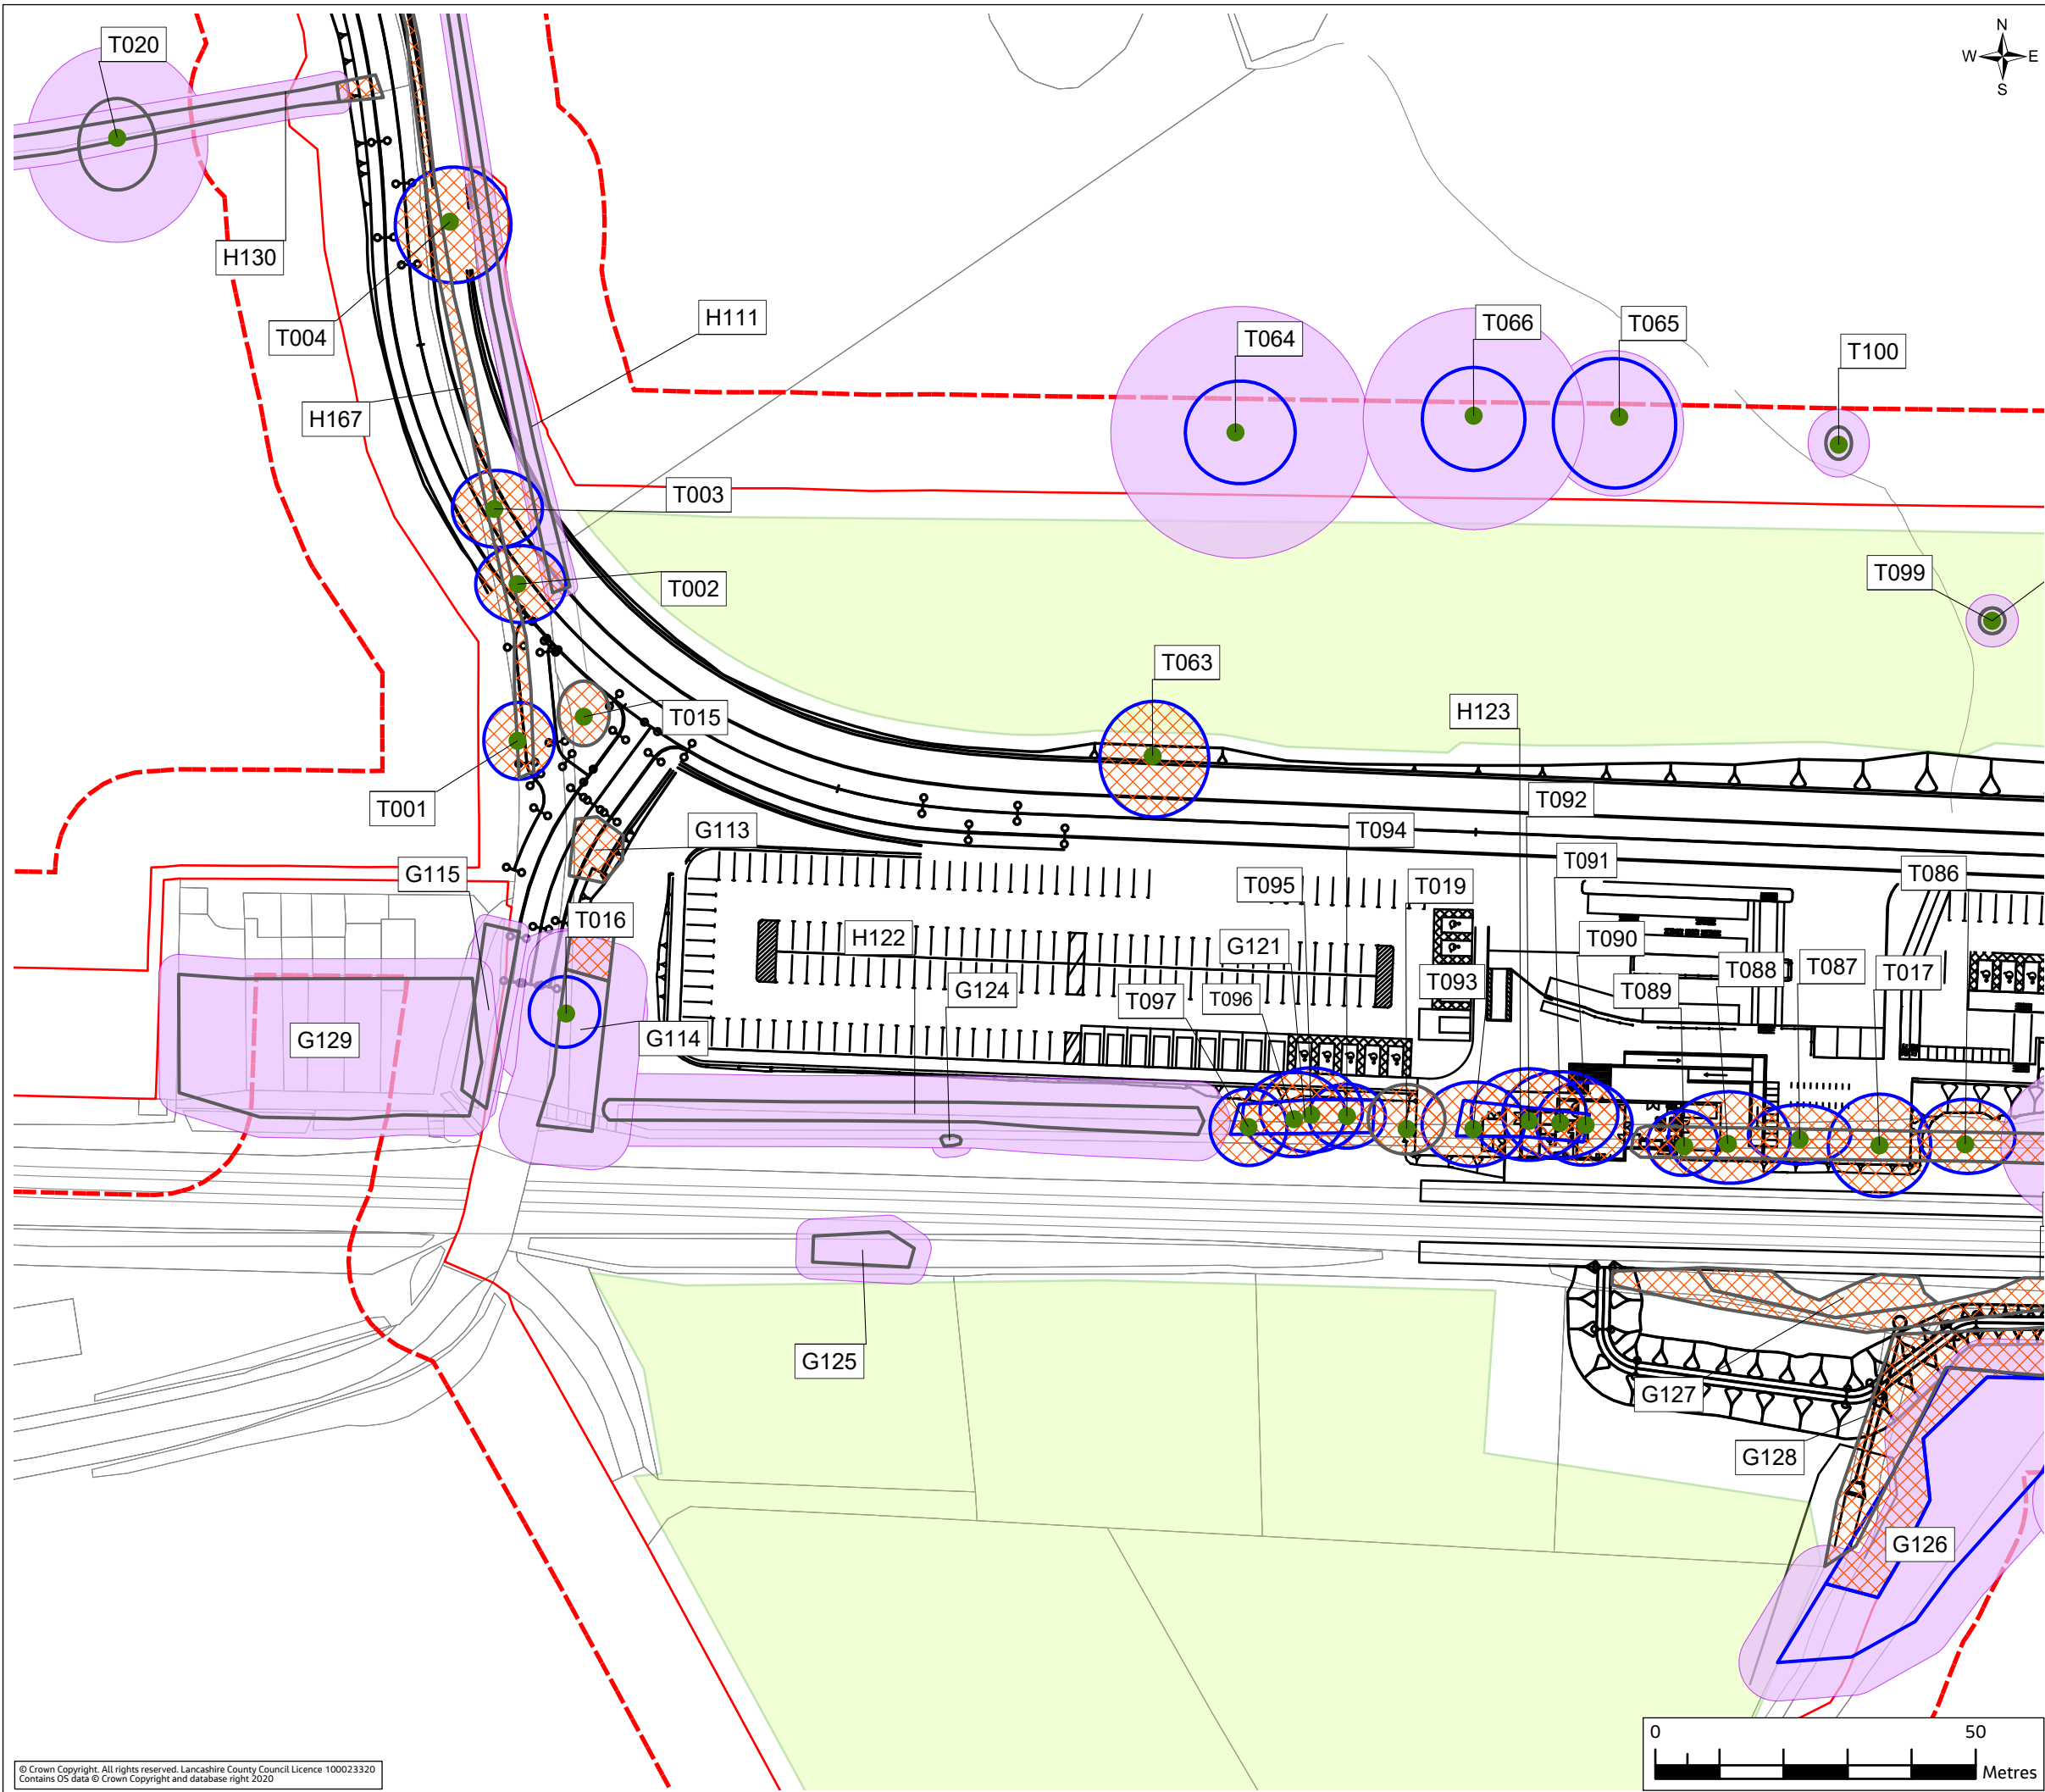 N
W E
S
T020
H130
T004
H111
H167
T064
T066
T065
T100
T003
T002
T099
T063
T015
H123
T001
T092
G113
T094
G115
T091
T095
T019
T086
T016
H122
G121
T090
G124
T097
T096
T093
T089
T088
T087
T017
G129
G114
G125
G127
G128
G126
0 50
Metres
© Crown Copyright. All rights reserved. Lancashire County Council Licence 100023320
Contains OS data © Crown Copyright and database right 2020